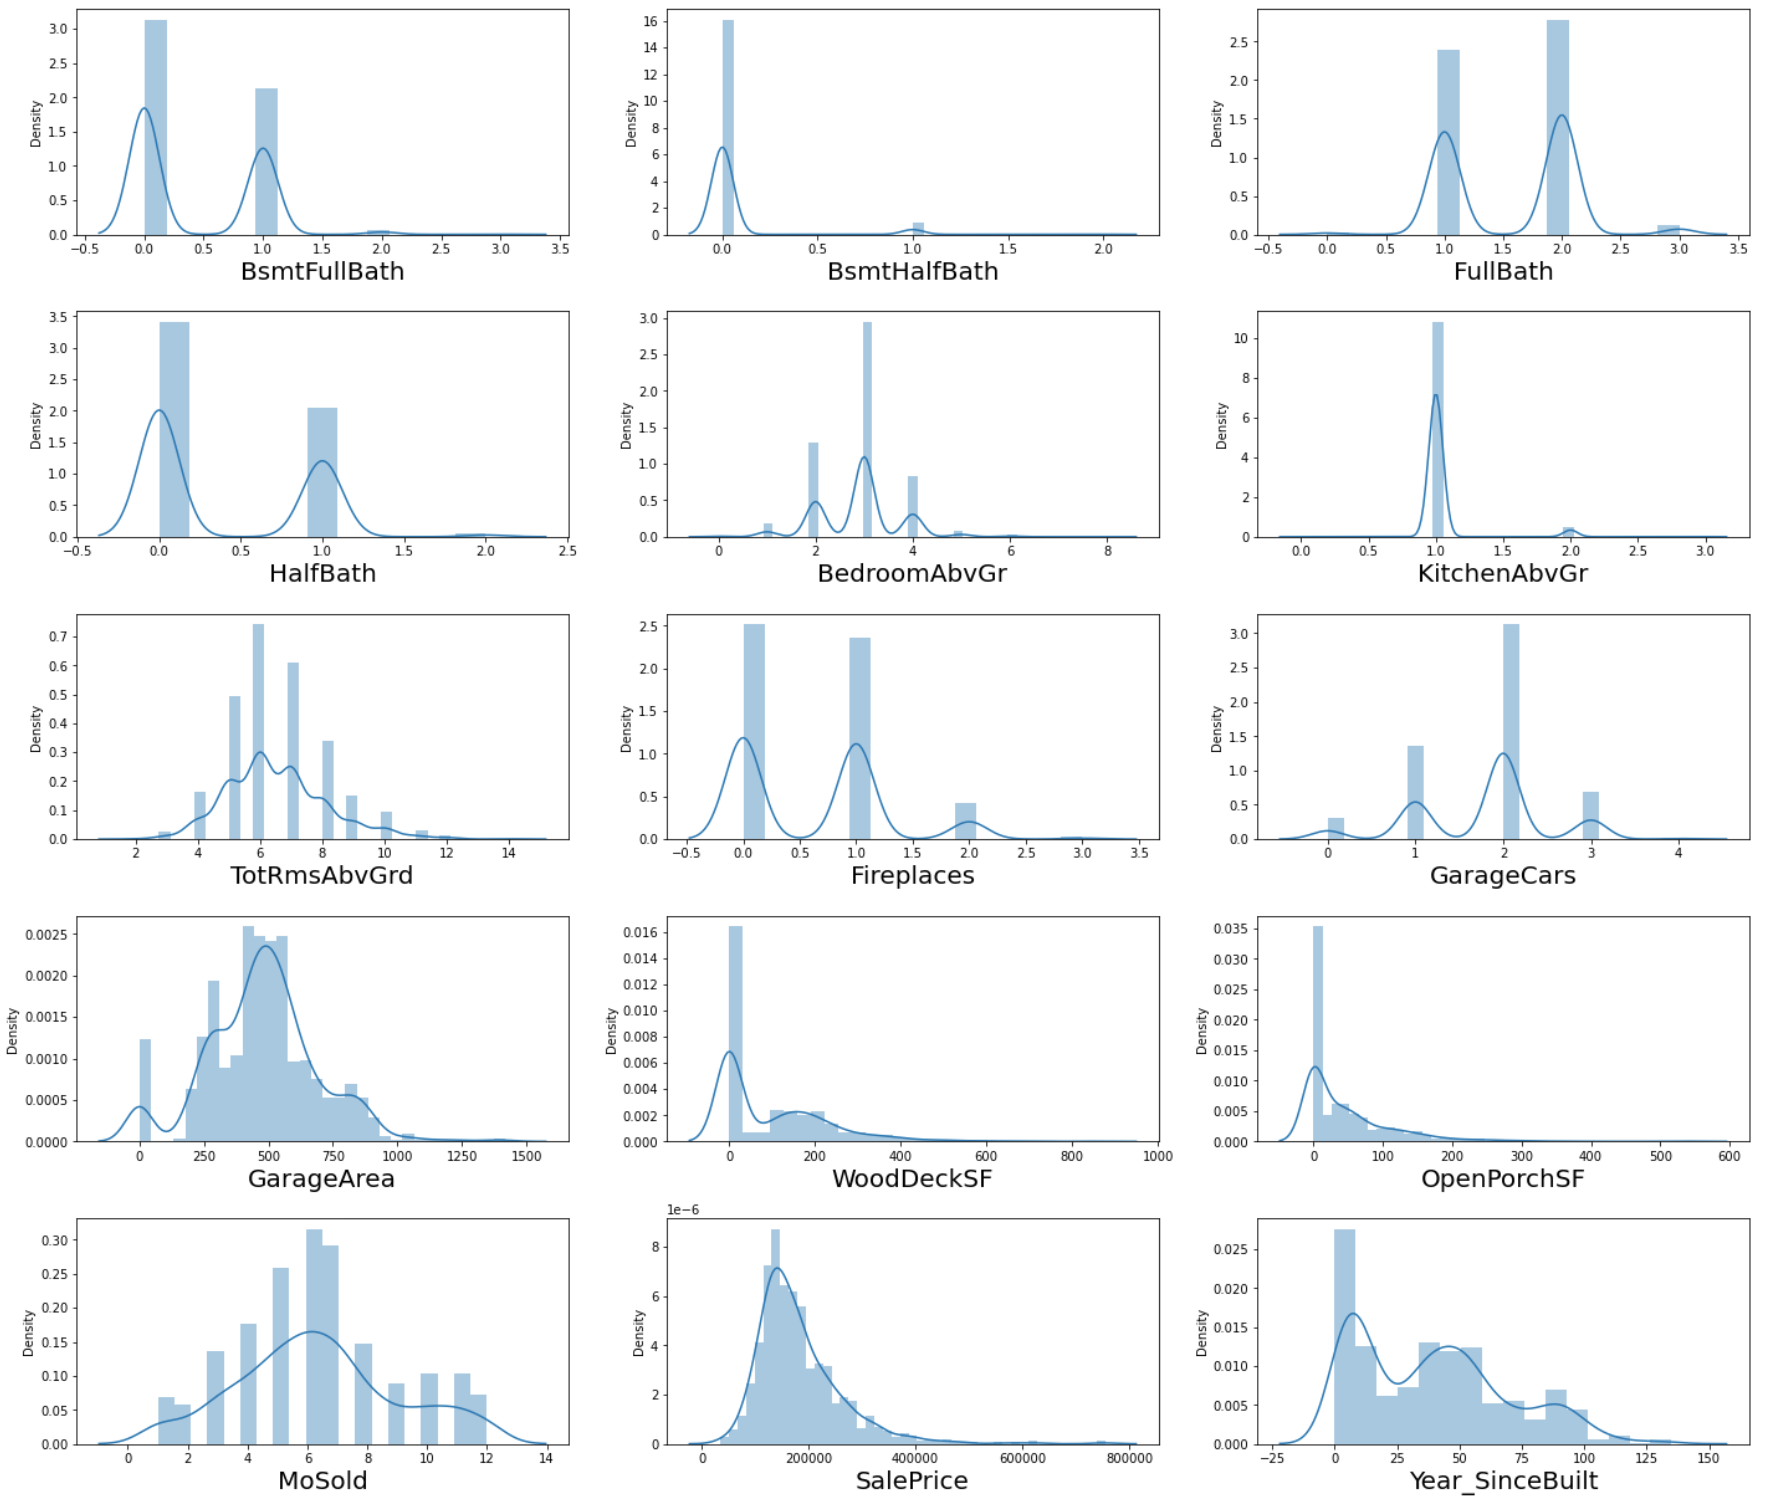 3.0
2.5
2.0
1.5
1.0
0.5
0.0
Density
−0.5 0.0 0.5 1.0 1.5 2.0 2.5 3.0 3.5
BsmtFullBath
16
14
12
10
8
6
4
2
0
Density
0.0 0.5 1.0 1.5 2.0
BsmtHalfBath
2.5
2.0
1.5
1.0
0.5
0.0
Density
−0.5 0.0 0.5 1.0 1.5 2.0 2.5 3.0 3.5
FullBath
3.5
3.0
2.5
2.0
1.5
1.0
0.5
0.0
Density
−0.5 0.0 0.5 1.0 1.5 2.0 2.5
HalfBath
3.0
2.5
2.0
1.5
1.0
0.5
0.0
Density
0 2 4 6 8
BedroomAbvGr
10
8
6
4
2
0
Density
0.0 0.5 1.0 1.5 2.0 2.5 3.0
KitchenAbvGr
0.7
0.6
0.5
0.4
0.3
0.2
0.1
0.0
Density
2 4 6 8 10 12 14
TotRmsAbvGrd
2.5
2.0
1.5
1.0
0.5
0.0
Density
−0.5 0.0 0.5 1.0 1.5 2.0 2.5 3.0 3.5
Fireplaces
3.0
2.5
2.0
1.5
1.0
0.5
0.0
Density
0 1 2 3 4
GarageCars
0.0025
0.0020
0.0015
0.0010
0.0005
0.0000
Density
0 250 500 750 1000 1250 1500
GarageArea
0.016
0.014
0.012
0.010
0.008
0.006
0.004
0.002
0.000
Density
0 200 400 600 800 1000
WoodDeckSF
0.035
0.030
0.025
0.020
0.015
0.010
0.005
0.000
Density
0 100 200 300 400 500 600
OpenPorchSF
0.30
0.25
0.20
0.15
0.10
0.05
0.00
Density
0 2 4 6 8 10 12 14
MoSold
1e−6
8
6
4
2
0
Density
0 200000 400000 600000 800000
SalePrice
0.025
0.020
0.015
0.010
0.005
0.000
Density
−25 0 25 50 75 100 125 150
Year_SinceBuilt